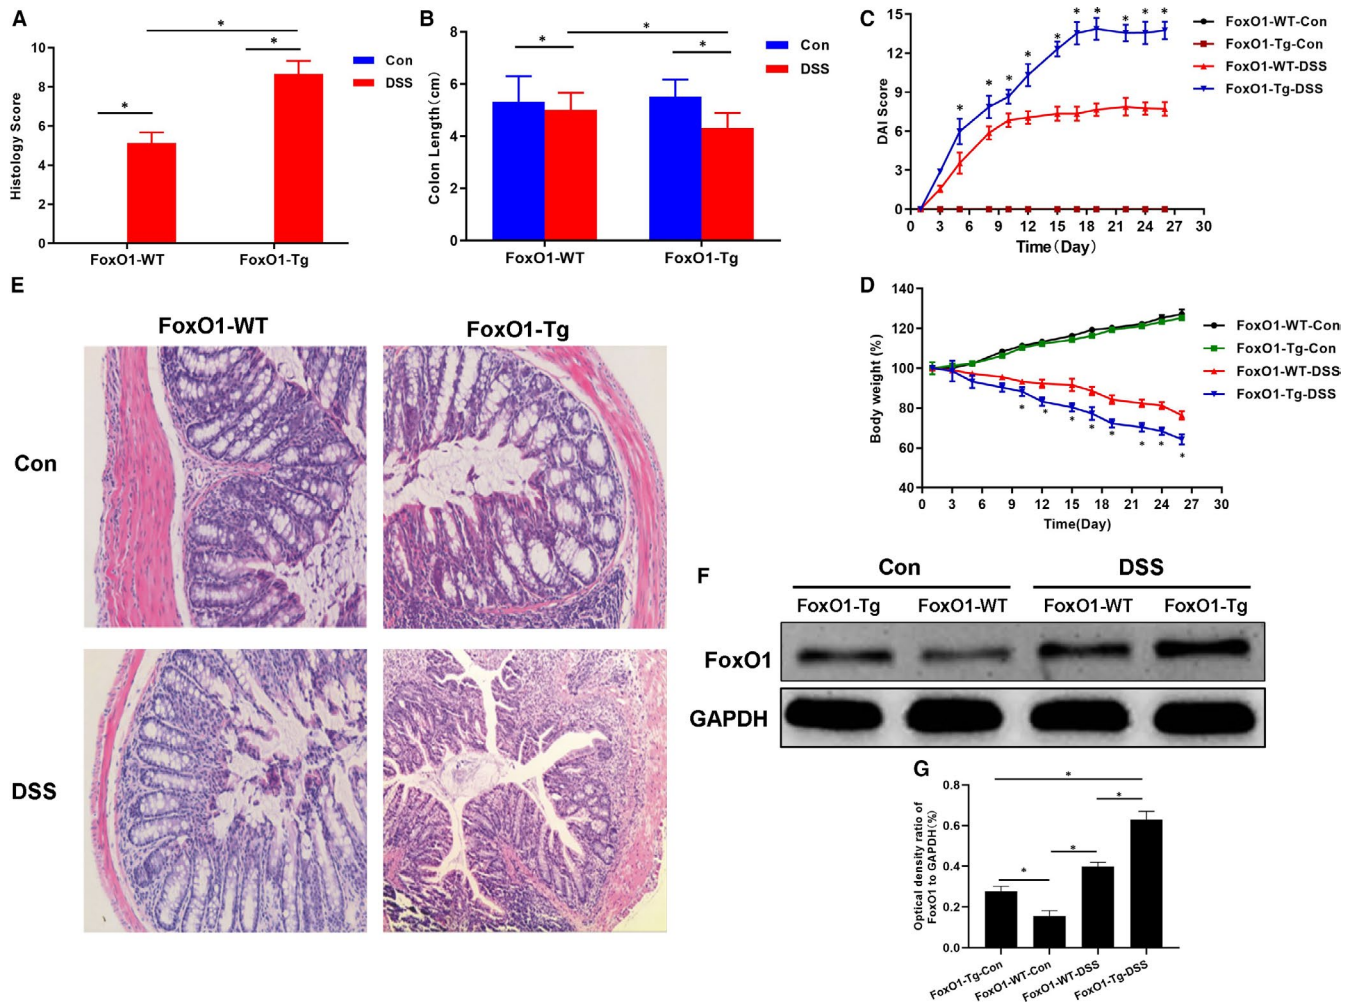 A
*
*
*
10
8
6
4
2
0
Histology Score
FoxO1-WT
FoxO1-Tg
Con
DSS
B
*
*
*
8
6
4
2
0
Colon Length(cm)
FoxO1-WT
FoxO1-Tg
Con
DSS
C
15
12
9
6
3
0
DAI Score
* * * * * * * * * *
0 3 6 9 12 15 18 21 24 27 30
Time(Day)
FoxO1-WT-Con
FoxO1-Tg-Con
FoxO1-WT-DSS
FoxO1-Tg-DSS
D
140
120
100
80
60
40
Body weight (%)
* * * * * * * *
0 3 6 9 12 15 18 21 24 27 30
Time(Day)
FoxO1-WT-Con
FoxO1-Tg-Con
FoxO1-WT-DSS
FoxO1-Tg-DSS
E
FoxO1-WT
FoxO1-Tg
Con
DSS
F
Con
DSS
FoxO1-Tg
FoxO1-WT
FoxO1-WT
FoxO1-Tg
FoxO1
GAPDH
G
*
*
*
*
0.8
0.6
0.4
0.2
0.0
Optical density ratio of
FoxO1 to GAPDH(%)
FoxO1-Tg-Con
FoxO1-WT-Con
FoxO1-WT-DSS
FoxO1-Tg-DSS